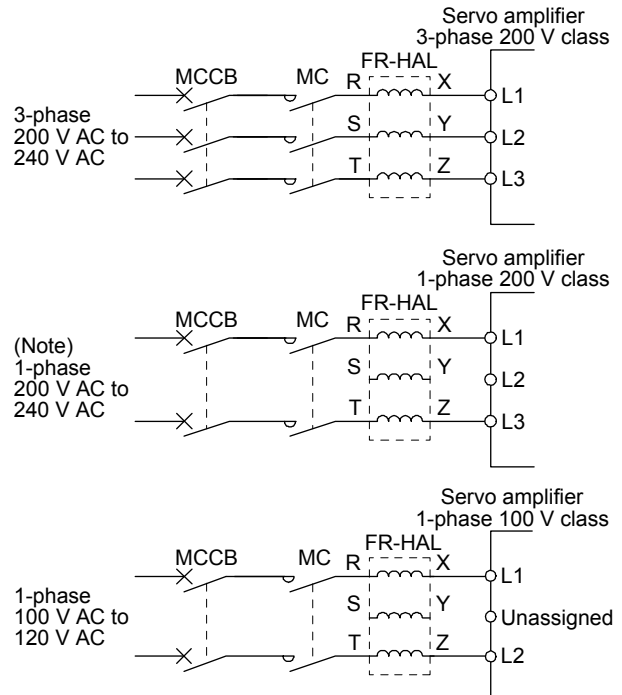 Servo amplifier
3-phase 200 V class
FR-HAL
MCCB
MC
R
X
L1
3-phase
200 V AC to
240 V AC
S
Y
L2
T
Z
L3
Servo amplifier
1-phase 200 V class
FR-HAL
MCCB
MC
R
X
L1
(Note)
1-phase
200 V AC to
240 V AC
S
Y
L2
T
Z
L3
Servo amplifier
1-phase 100 V class
FR-HAL
MCCB
MC
R
X
L1
1-phase
100 V AC to
120 V AC
S
Y
Unassigned
T
Z
L2